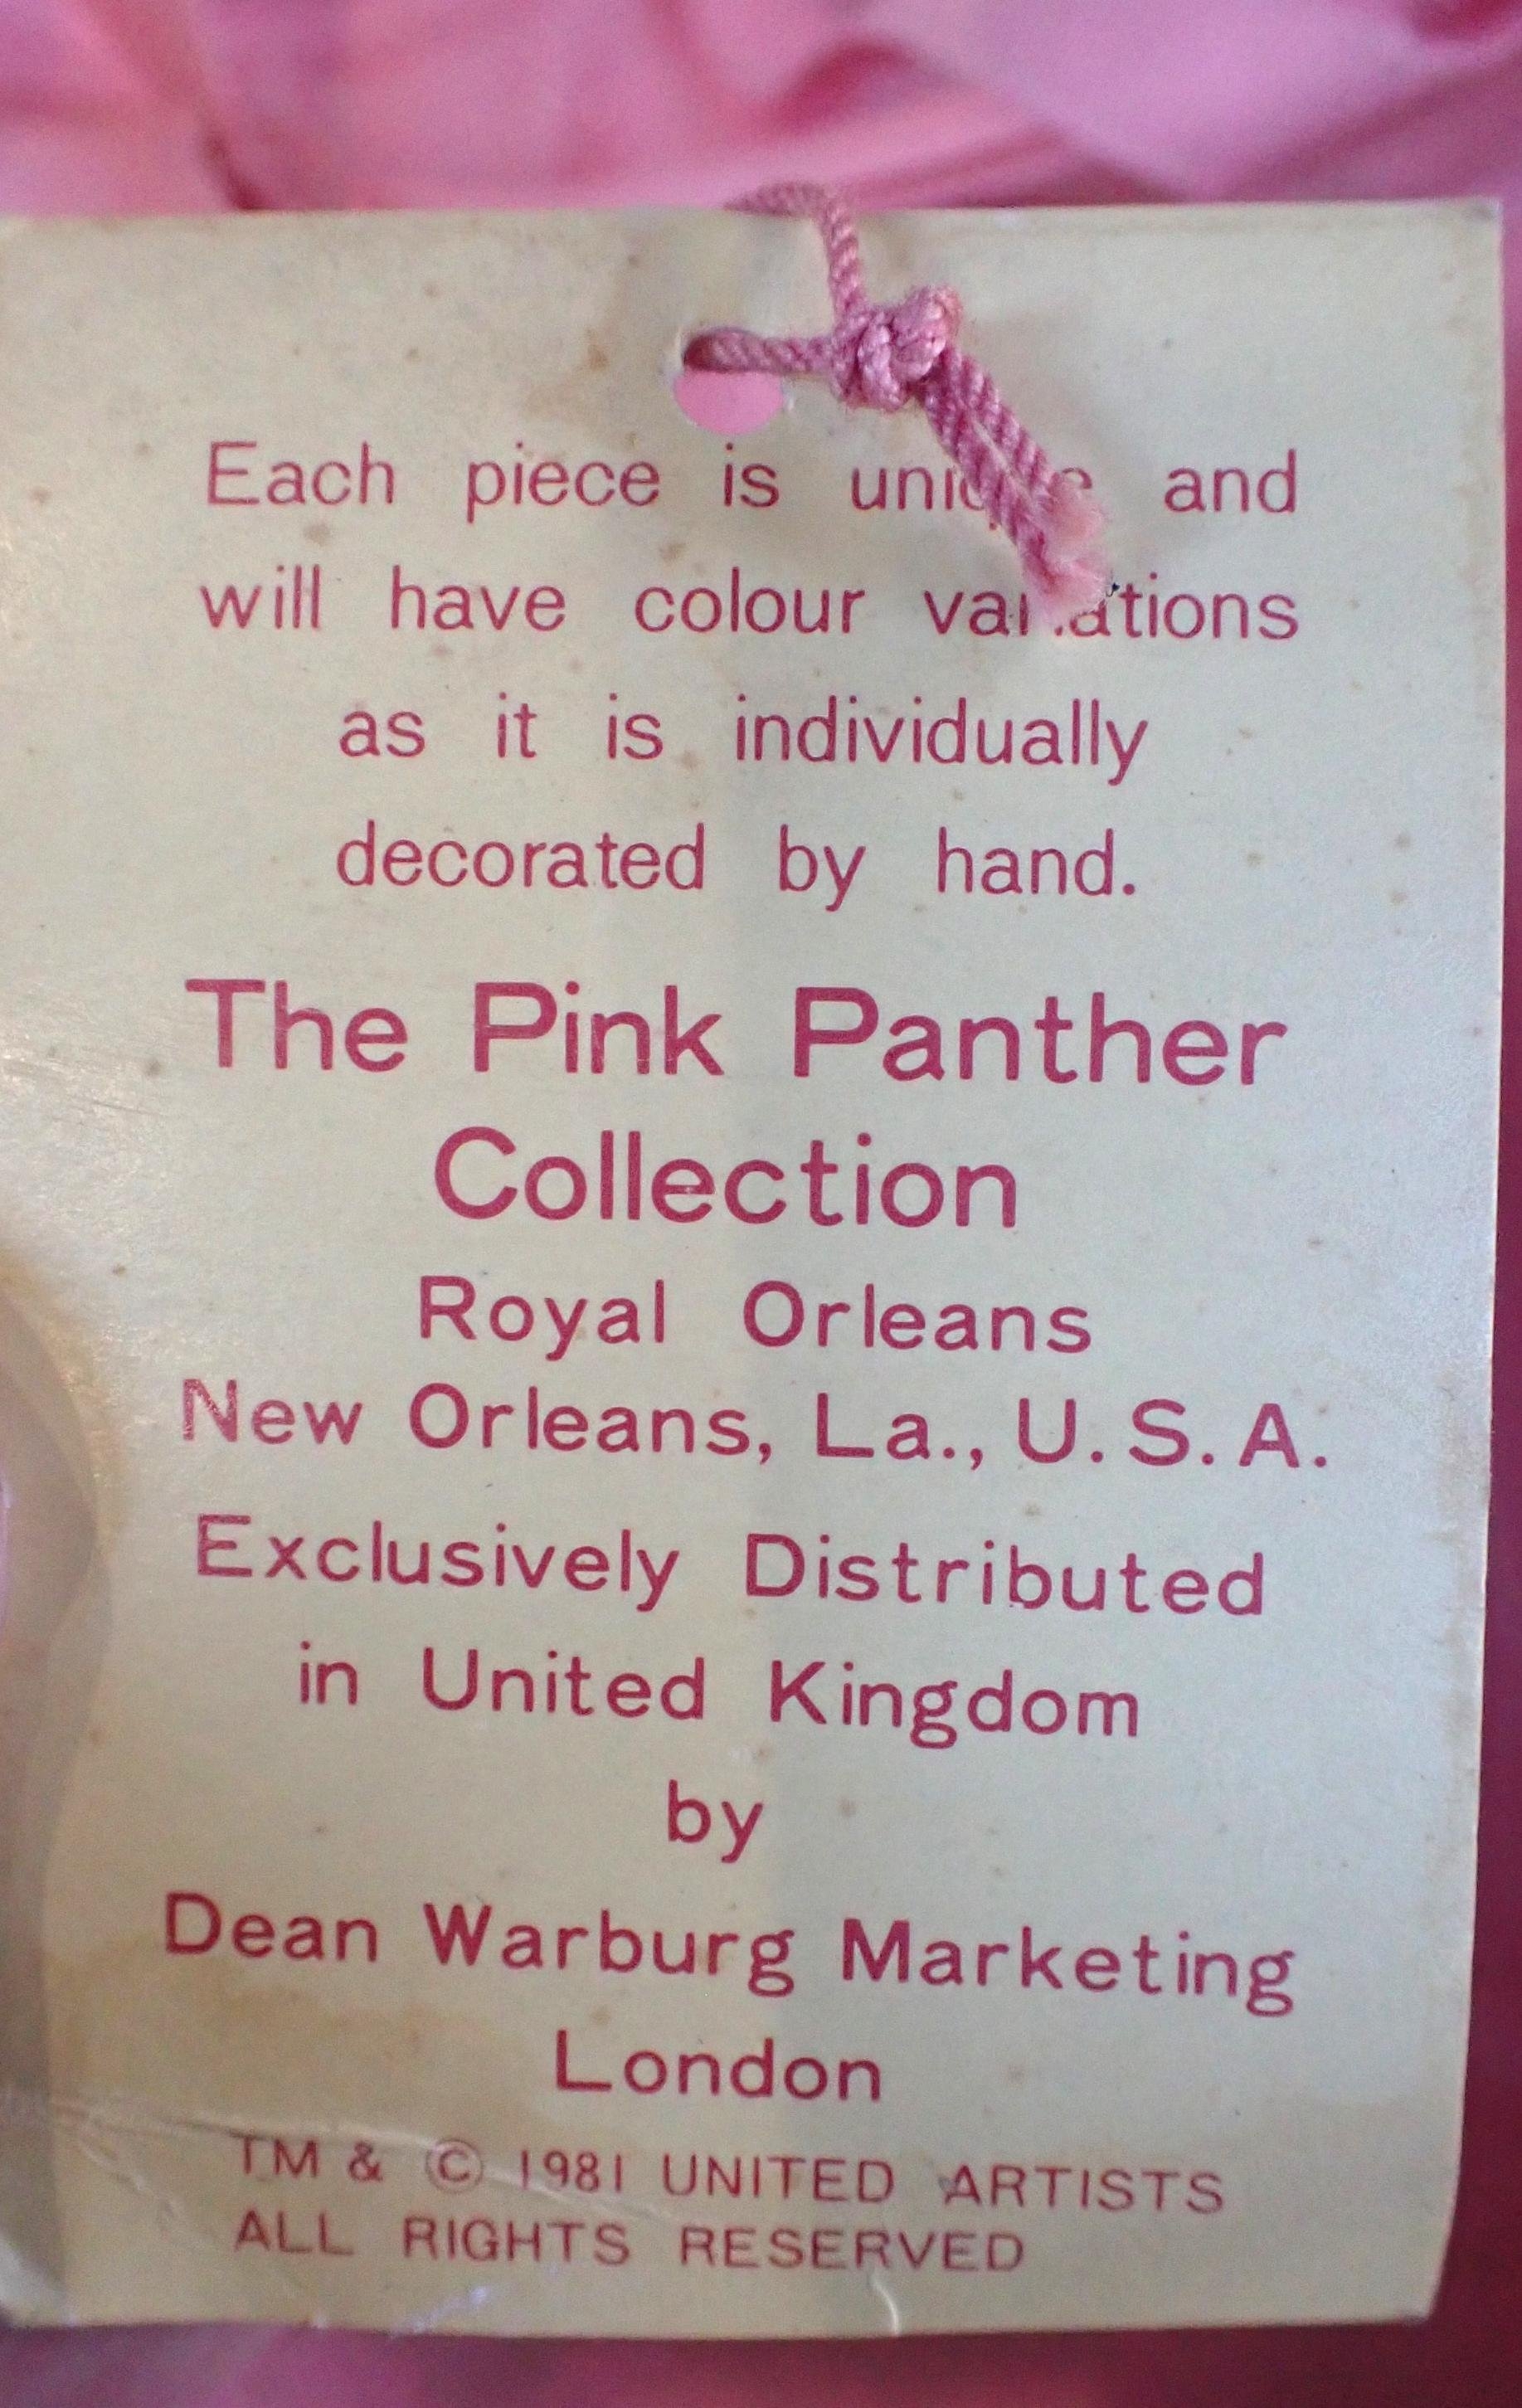 Each piece is unique and
will have colour variations
as it is individually
decorated by hand.
The Pink Panther
Collection
Royal Orleans
New Orleans, La., U.S.A.
Exclusively Distributed
in United Kingdom
by
Dean Warburg Marketing
London
TM & © 1981 UNITED ARTISTS
ALL RIGHTS RESERVED